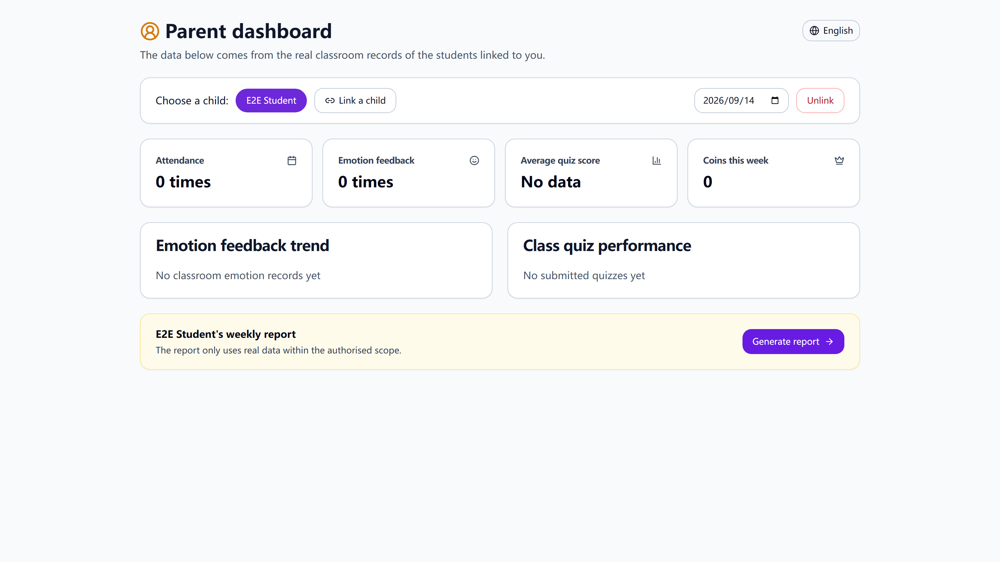 Parent dashboard
English
The data below comes from the real classroom records of the students linked to you.
Choose a child:
E2E Student
Link a child
2026/09/14
Unlink
Attendance
0 times
Emotion feedback
0 times
Average quiz score
No data
Coins this week
0
Emotion feedback trend
No classroom emotion records yet
Class quiz performance
No submitted quizzes yet
E2E Student's weekly report
The report only uses real data within the authorised scope.
Generate report